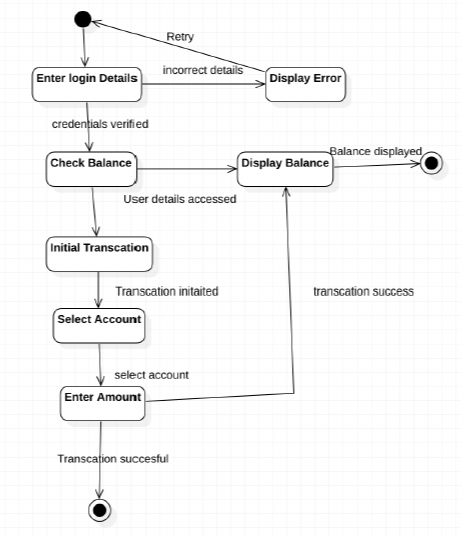 Retry
Enter login Details
incorrect details
Display Error
credentials verified
Check Balance
Display Balance
Balance displayed
User details accessed
Initial Transcation
Transcation initaited
transcation success
Select Account
select account
Enter Amount
Transcation succesful